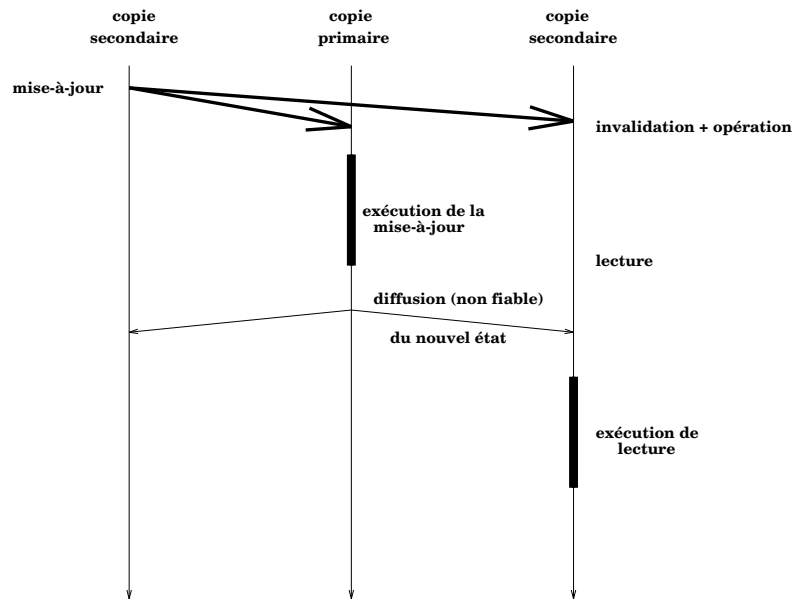 copie
secondaire
copie
primaire
copie
secondaire
mise-à-jour
invalidation + opération
exécution de la
mise-à-jour
lecture
diffusion (non fiable)
du nouvel état
exécution de
lecture